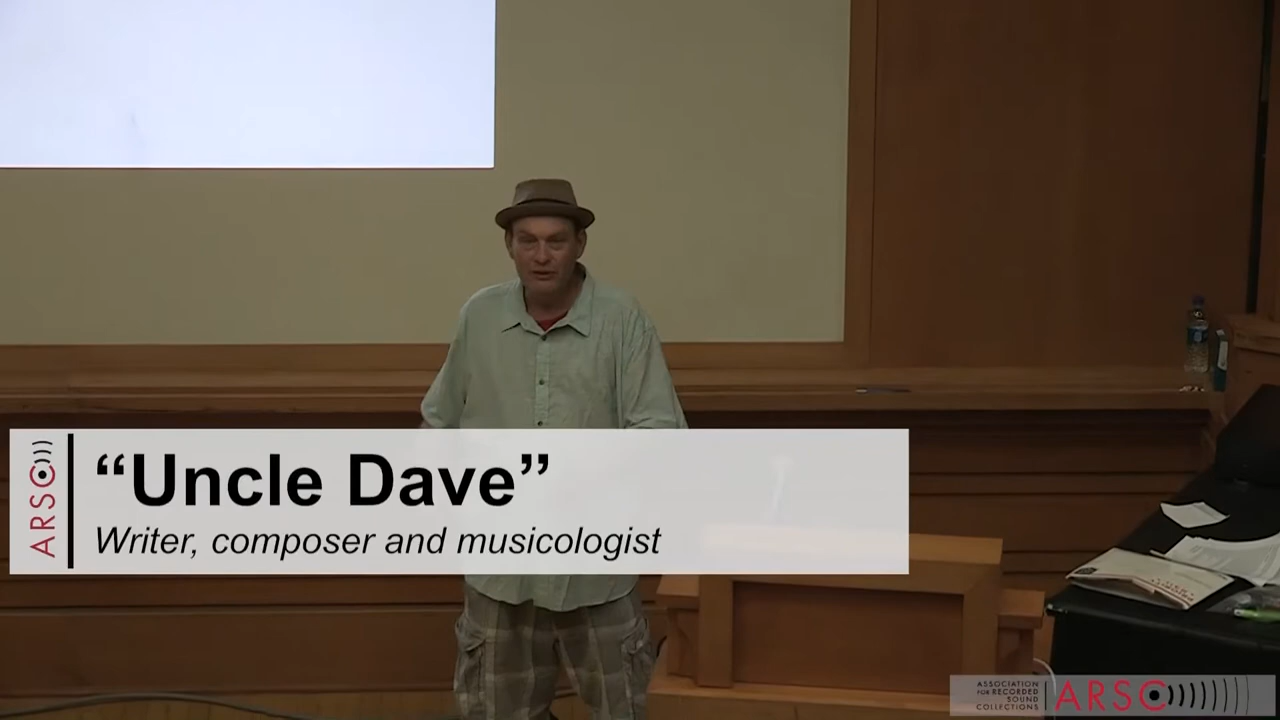 ARSC
“Uncle Dave”
Writer, composer and musicologist
ASSOCIATION
FOR RECORDED
SOUND
COLLECTIONS
ARSC